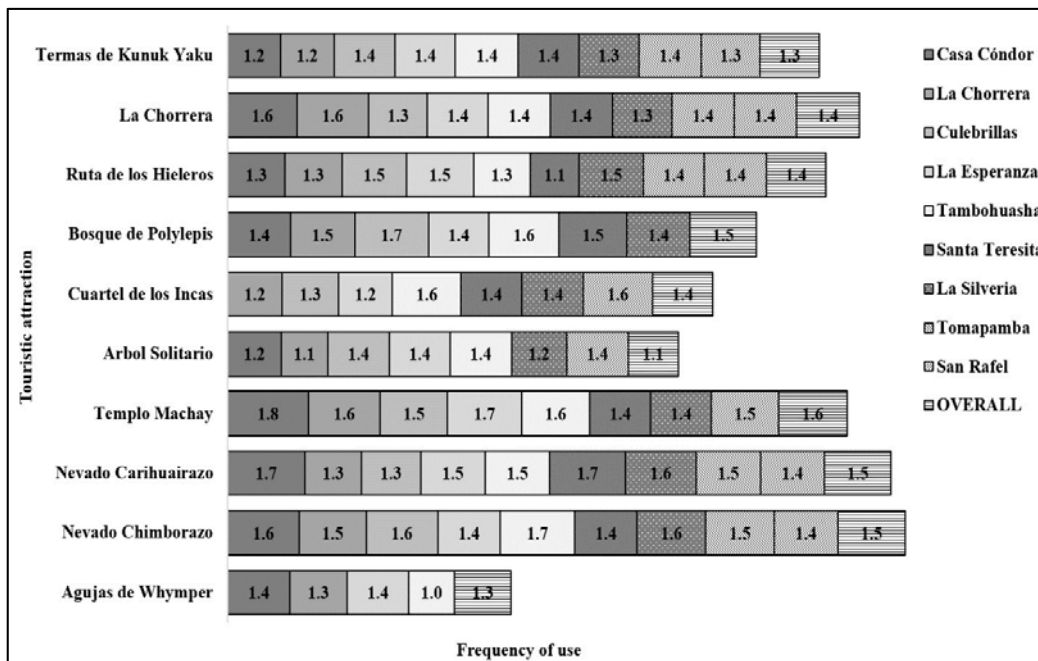 Touristic attraction
Termas de Kunuk Yaku 1.2 1.2 1.4 1.4 1.4 1.4 1.3 1.4 1.3 1.3
La Chorrera 1.6 1.6 1.3 1.4 1.4 1.4 1.3 1.4 1.4 1.4
Ruta de los Hieleros 1.3 1.3 1.5 1.5 1.3 1.1 1.5 1.4 1.4 1.4
Bosque de Polylepis 1.4 1.5 1.7 1.4 1.6 1.5 1.4 1.5
Cuartel de los Incas 1.2 1.3 1.2 1.6 1.4 1.4 1.6 1.4
Arbol Solitario 1.2 1.1 1.4 1.4 1.4 1.2 1.4 1.1
Templo Machay 1.8 1.6 1.5 1.7 1.6 1.4 1.4 1.5 1.6
Nevado Carihuairazo 1.7 1.3 1.3 1.5 1.5 1.7 1.6 1.5 1.4 1.5
Nevado Chimborazo 1.6 1.5 1.6 1.4 1.7 1.4 1.6 1.5 1.4 1.5
Agujas de Whymper 1.4 1.3 1.4 1.0 1.3
Frequency of use
Casa Cóndor
La Chorrera
Culebrillas
La Esperanza
Tambohuasha
Santa Teresita
La Silveria
Tomapamba
San Rafel
OVERALL